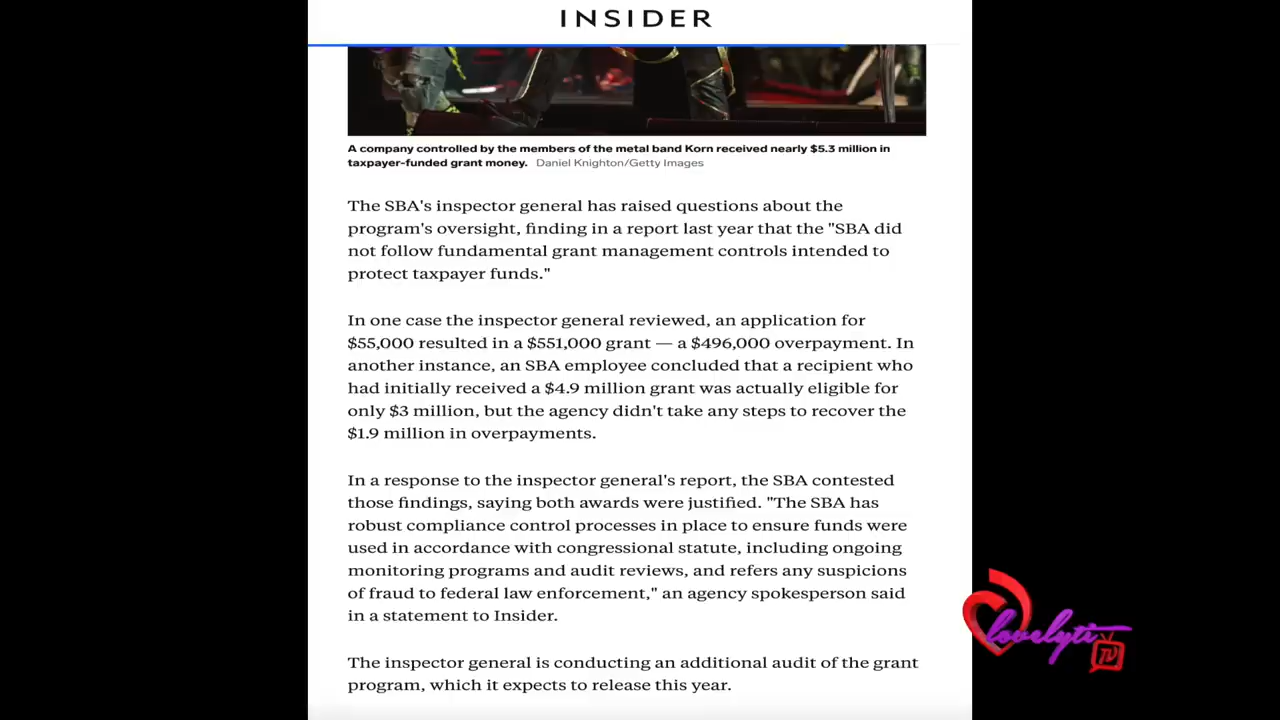 INSIDER
A company controlled by the members of the metal band Korn received nearly $5.3 million in
taxpayer-funded grant money. Daniel Knighton/Getty Images
The SBA's inspector general has raised questions about the
program's oversight, finding in a report last year that the "SBA did
not follow fundamental grant management controls intended to
protect taxpayer funds."
In one case the inspector general reviewed, an application for
$55,000 resulted in a $551,000 grant — a $496,000 overpayment. In
another instance, an SBA employee concluded that a recipient who
had initially received a $4.9 million grant was actually eligible for
only $3 million, but the agency didn't take any steps to recover the
$1.9 million in overpayments.
In a response to the inspector general's report, the SBA contested
those findings, saying both awards were justified. "The SBA has
robust compliance control processes in place to ensure funds were
used in accordance with congressional statute, including ongoing
monitoring programs and audit reviews, and refers any suspicions
of fraud to federal law enforcement," an agency spokesperson said
in a statement to Insider.
The inspector general is conducting an additional audit of the grant
program, which it expects to release this year.
lovelyti
TV